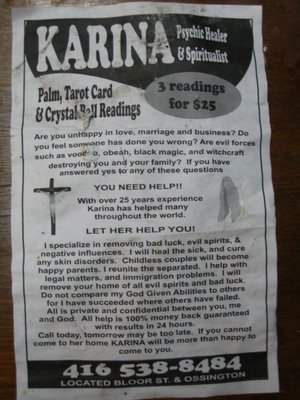 KARINA
Psychic Healer
& Spiritualist
Palm, Tarot Card
& Crystal Ball Readings
3 readings
for $25
Are you unhappy in love, marriage and business? Do
you feel someone has done you wrong? Are evil forces
such as voodoo, obeah, black magic, and witchcraft
destroying you and your family? If you have
answered yes to any of these questions
YOU NEED HELP!!
With over 25 years experience
Karina has helped many
throughout the world.
LET HER HELP YOU!
I specialize in removing bad luck, evil spirits, &
negative influences. I will heal the sick, and cure
any skin disorders. Childless couples will become
happy parents. I reunite the separated. I help with
legal matters, and immigration problems. I will
remove your home of all evil spirits and bad luck.
Do not compare my God Given Abilities to others
for I have succeeded where others have failed.
All is private and confidential between you, me
and God. All help is 100% money back guaranteed
with results in 24 hours.
Call today, tomorrow may be too late. If you cannot
come to her home KARINA will be more than happy to
come to you.
416 538-8484
LOCATED BLOOR ST. & OSSINGTON